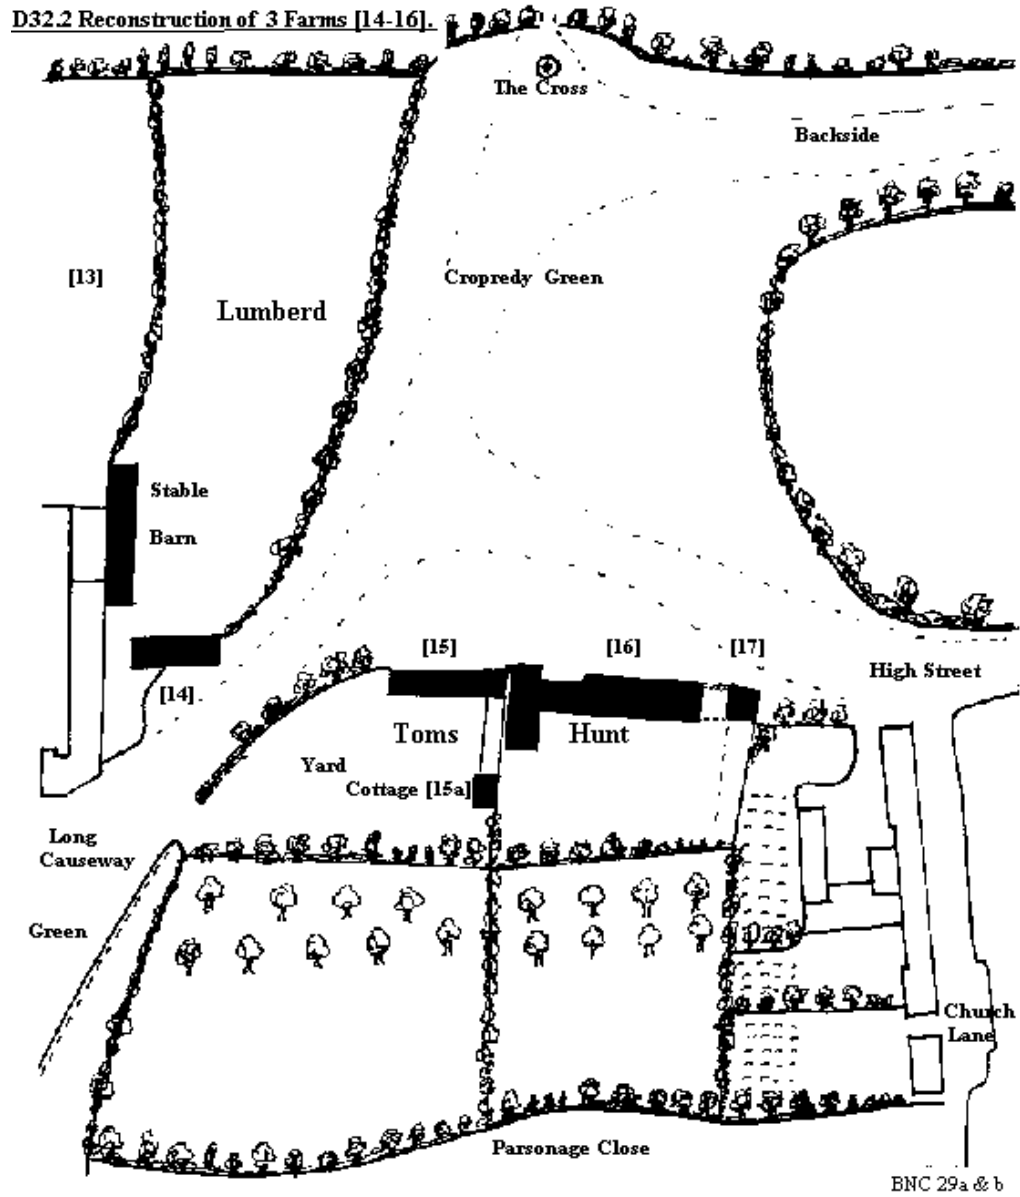 D32.2 Reconstruction of 3 Farms [14-16].
The Cross
Backside
[13]
Cropredy Green
Lumberd
Stable
Barn
[15]
[16]
[17]
High Street
[14].
Toms
Hunt
Yard
Cottage [15a]
Long
Causeway
Green
Church
Lane
Parsonage Close
BNC 29a & b